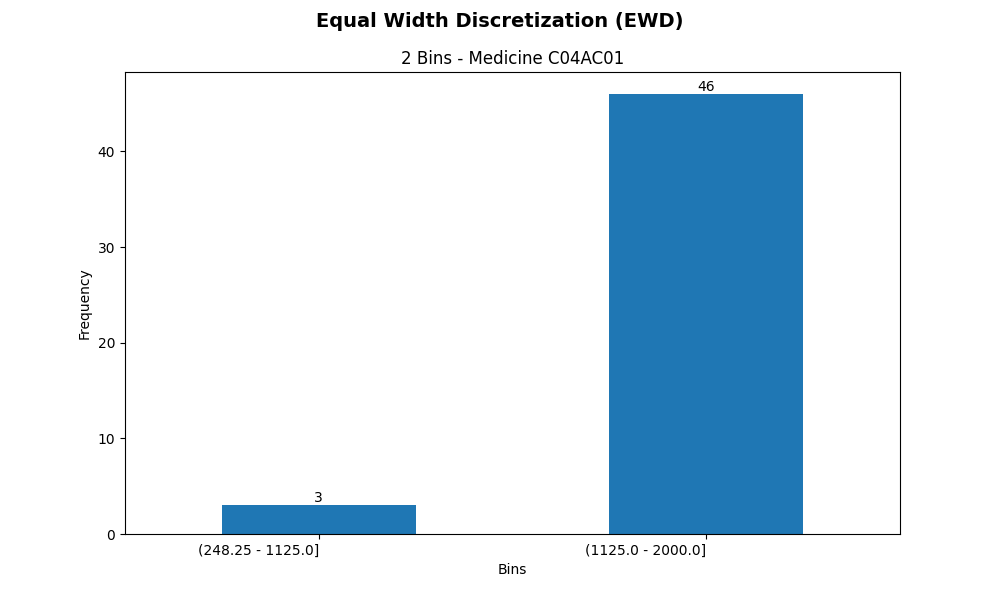 Equal Width Discretization (EWD)
2 Bins - Medicine C04AC01
46
40
30
Frequency
20
10
3
0
(248.25 - 1125.0]
(1125.0 - 2000.0]
Bins